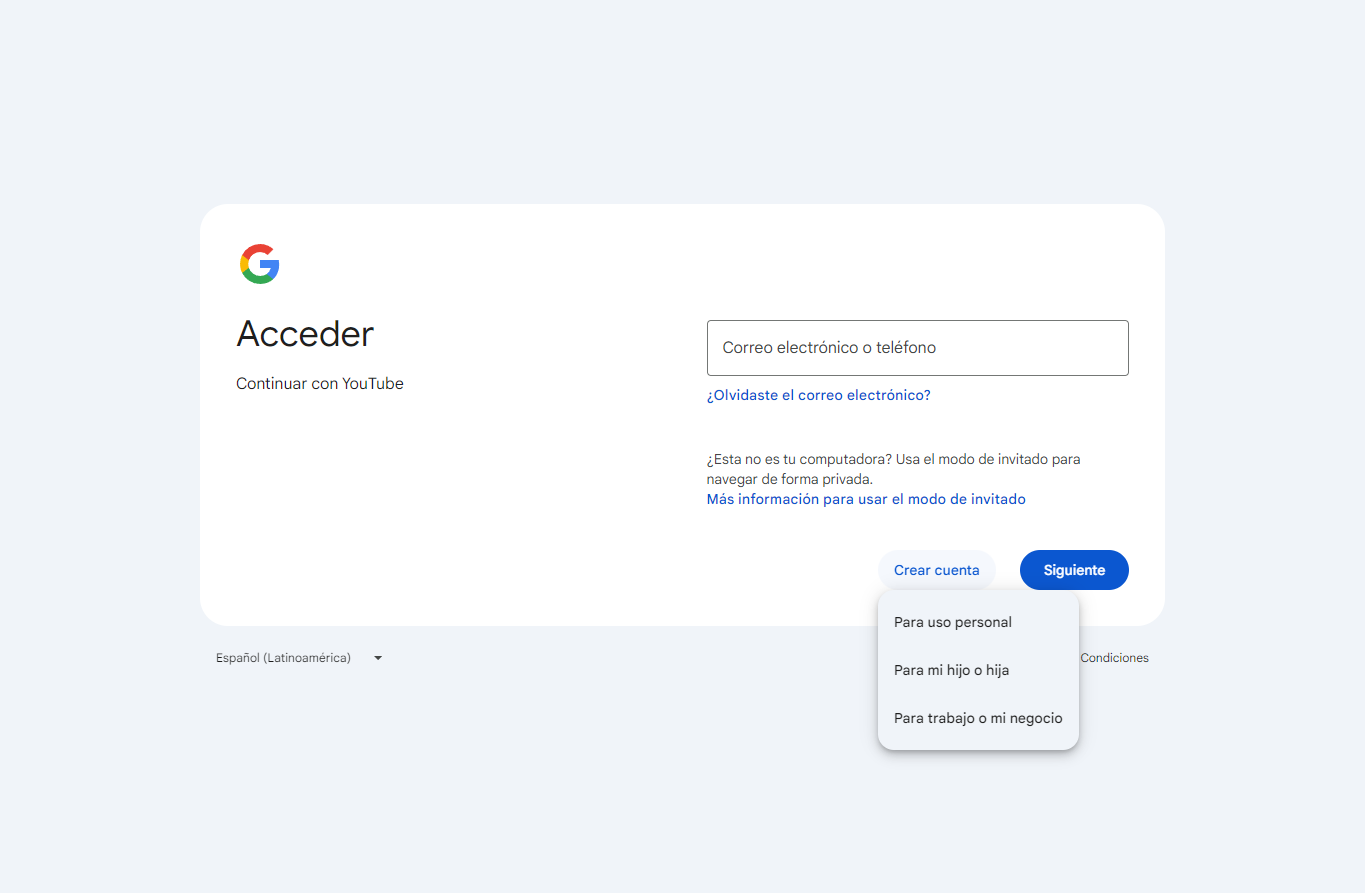 Acceder
Continuar con YouTube
Correo electrónico o teléfono
¿Olvidaste el correo electrónico?
¿Esta no es tu computadora? Usa el modo de invitado para
navegar de forma privada.
Más información para usar el modo de invitado
Crear cuenta
Siguiente
Para uso personal
Para mi hijo o hija
Para trabajo o mi negocio
Español (Latinoamérica)
Condiciones